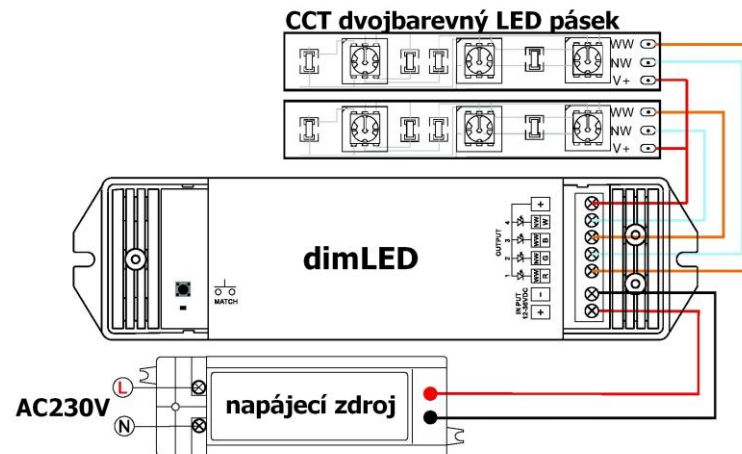 CCT dvojbarevný LED pásek
WW
NW
V+
WW
NW
V+
dimLED
MATCH
OUTPUT
+
4 NW W
3 WW B
2 NW G
1 WW R
INPUT
12-36VDC
-
+
AC230V
L
N
napájecí zdroj